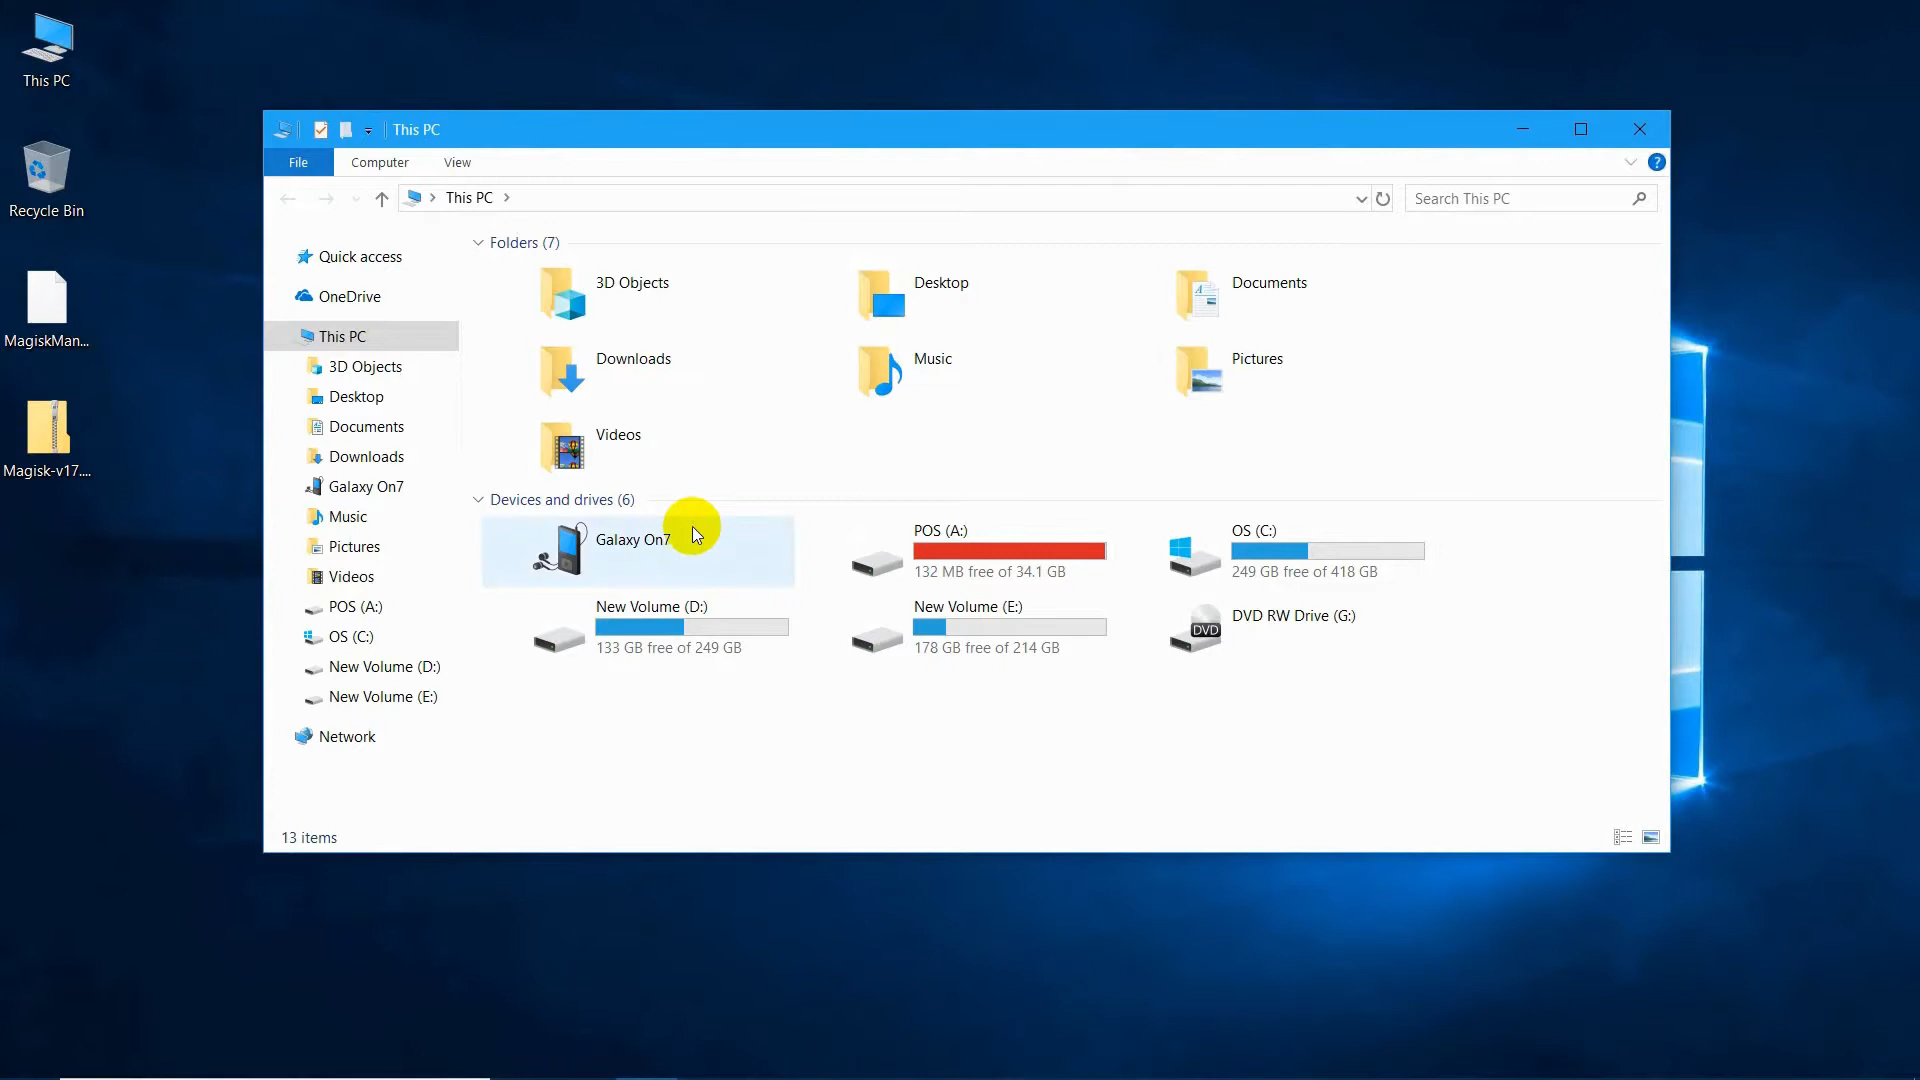 This PC
Recycle Bin
MagiskMan...
Magisk-v17....
This PC
File Computer View
This PC
Search This PC
Quick access
OneDrive
This PC
3D Objects
Desktop
Documents
Downloads
Galaxy On7
Music
Pictures
Videos
POS (A:)
OS (C:)
New Volume (D:)
New Volume (E:)
Network
Folders (7)
3D Objects Desktop Documents
Downloads Music Pictures
Videos
Devices and drives (6)
Galaxy On7
POS (A:)
132 MB free of 34.1 GB
OS (C:)
249 GB free of 418 GB
New Volume (D:)
133 GB free of 249 GB
New Volume (E:)
178 GB free of 214 GB
DVD RW Drive (G:)
DVD
13 items